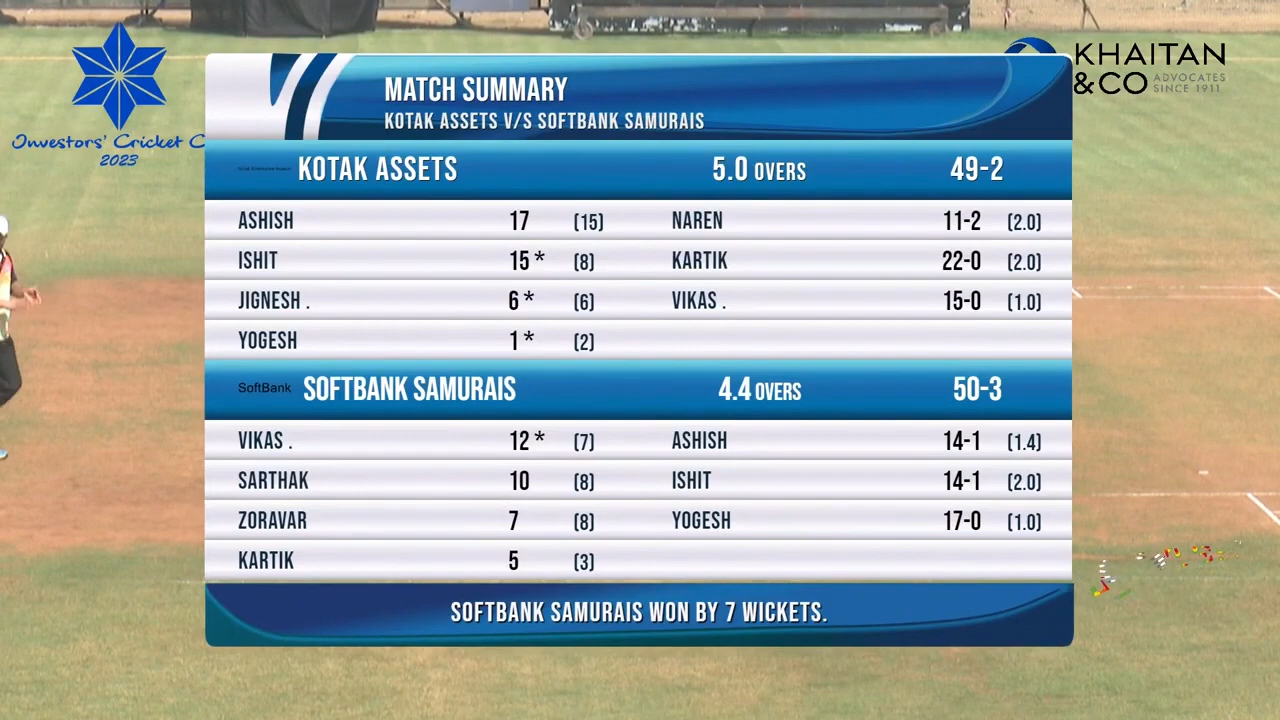 KHAITAN
&CO ADVOCATES
SINCE 1911
Investors' Cricket C
2023
MATCH SUMMARY
KOTAK ASSETS V/S SOFTBANK SAMURAIS
KOTAK ASSETS 5.0 OVERS 49-2
ASHISH 17 (15) NAREN 11-2 (2.0)
ISHIT 15 * (8) KARTIK 22-0 (2.0)
JIGNESH . 6 * (6) VIKAS . 15-0 (1.0)
YOGESH 1 * (2)
SoftBank SOFTBANK SAMURAIS 4.4 OVERS 50-3
VIKAS . 12 * (7) ASHISH 14-1 (1.4)
SARTHAK 10 (8) ISHIT 14-1 (2.0)
ZORAVAR 7 (8) YOGESH 17-0 (1.0)
KARTIK 5 (3)
SOFTBANK SAMURAIS WON BY 7 WICKETS.